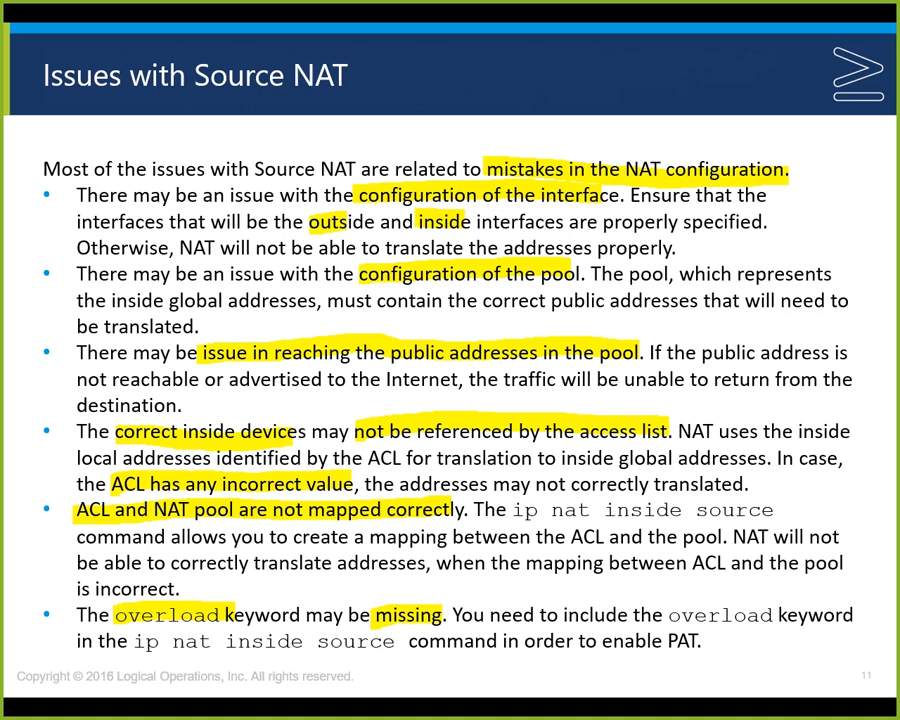 Issues with Source NAT
Most of the issues with Source NAT are related to mistakes in the NAT configuration.
• There may be an issue with the configuration of the interface. Ensure that the
interfaces that will be the outside and inside interfaces are properly specified.
Otherwise, NAT will not be able to translate the addresses properly.
• There may be an issue with the configuration of the pool. The pool, which represents
the inside global addresses, must contain the correct public addresses that will need to
be translated.
• There may be issue in reaching the public addresses in the pool. If the public address is
not reachable or advertised to the Internet, the traffic will be unable to return from the
destination.
• The correct inside devices may not be referenced by the access list. NAT uses the inside
local addresses identified by the ACL for translation to inside global addresses. In case,
the ACL has any incorrect value, the addresses may not correctly translated.
• ACL and NAT pool are not mapped correctly. The ip nat inside source
command allows you to create a mapping between the ACL and the pool. NAT will not
be able to correctly translate addresses, when the mapping between ACL and the pool
is incorrect.
• The overload keyword may be missing. You need to include the overload keyword
in the ip nat inside source command in order to enable PAT.
Copyright © 2016 Logical Operations, Inc. All rights reserved.
11